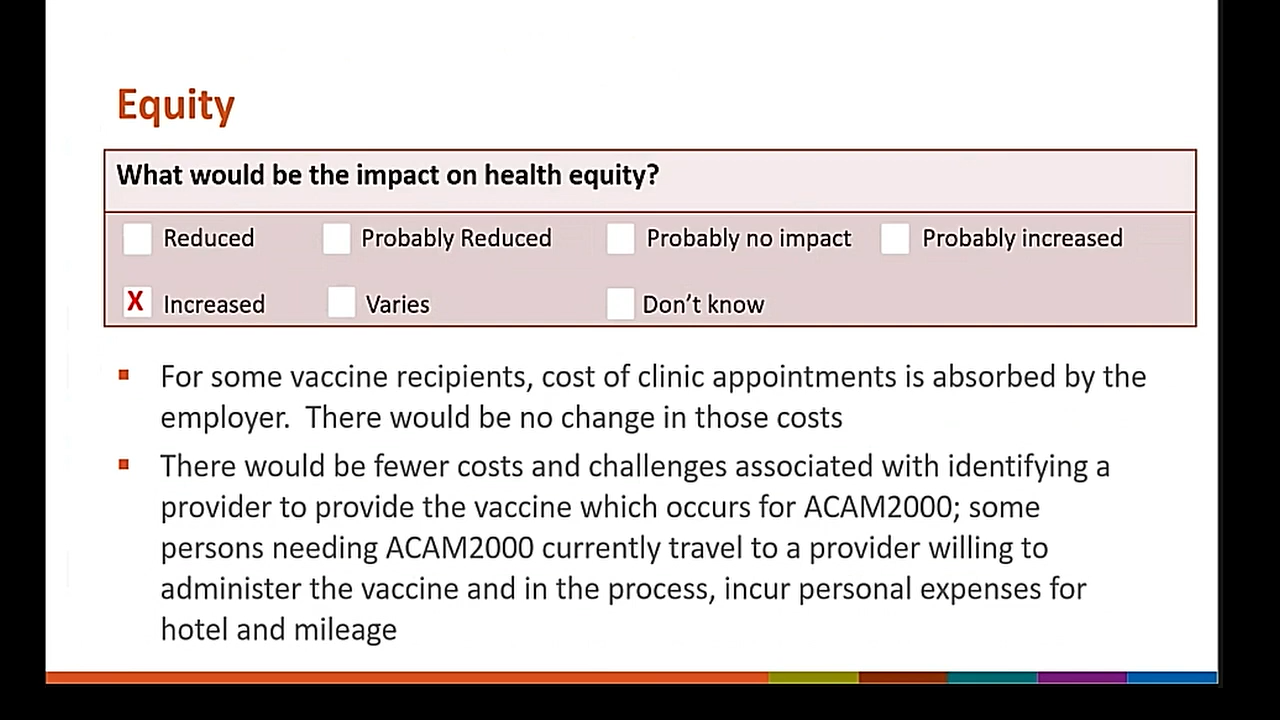 Equity
What would be the impact on health equity?
Reduced Probably Reduced Probably no impact Probably increased
X Increased Varies Don't know
▪ For some vaccine recipients, cost of clinic appointments is absorbed by the
employer.  There would be no change in those costs
▪ There would be fewer costs and challenges associated with identifying a
provider to provide the vaccine which occurs for ACAM2000; some
persons needing ACAM2000 currently travel to a provider willing to
administer the vaccine and in the process, incur personal expenses for
hotel and mileage